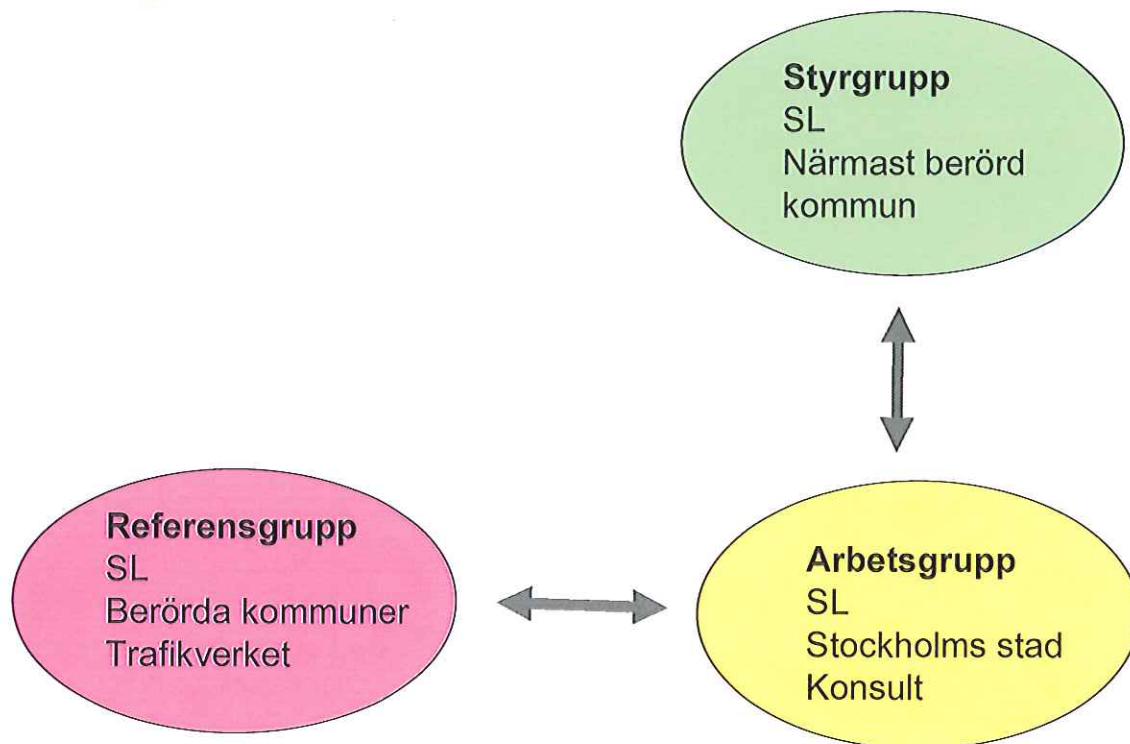 Styrgrupp
SL
Närmast berörd
kommun
Referensgrupp
SL
Berörda kommuner
Trafikverket
Arbetsgrupp
SL
Stockholms stad
Konsult